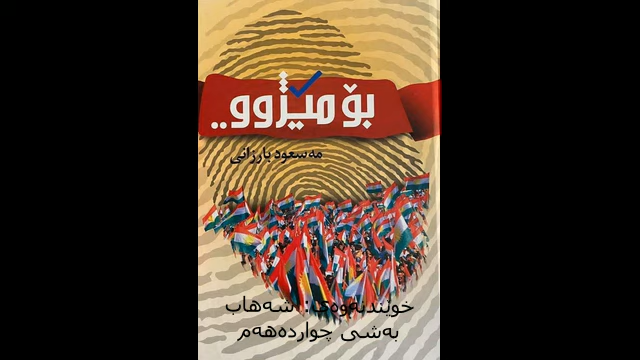 بۆ مێژوو..
مەسعود بارزانی
خوێندنەوەی : شەهاب
بەشی چواردەهەم